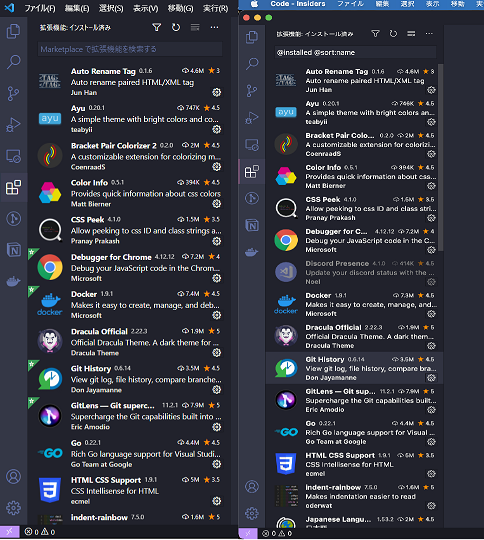 ファイル(F) 編集(E) 選択(S) 表示(V) 移動(G) 実行(R)
拡張機能: インストール済み
Marketplace で拡張機能を検索する
Auto Rename Tag 0.1.6 4.6M ★ 3
Auto rename paired HTML/XML tag
Jun Han
ayu
Ayu 0.20.1 747K ★ 4.5
A simple theme with bright colors and co...
teabyii
Bracket Pair Colorizer 2 0.2.0 2M ★ 4.5
A customizable extension for colorizing m...
CoenraadS
Color Info 0.5.1 394K ★ 4.5
Provides quick information about css colors
Matt Bierner
CSS Peek 4.1.0 1.5M ★ 3.5
Allow peeking to css ID and class strings a...
Pranay Prakash
Debugger for Chrome 4.12.12 7.2M ★ 4
Debug your JavaScript code in the Chrom...
Microsoft
docker
Docker 1.9.1 7.4M ★ 4.5
Makes it easy to create, manage, and deb...
Microsoft
Dracula Official 2.22.3 1.9M ★ 5
Official Dracula Theme. A dark theme for ...
Dracula Theme
Git History 0.6.14 3.5M ★ 4.5
View git log, file history, compare branche...
Don Jayamanne
GitLens — Git superc... 11.2.1 5.9M ★ 5
Supercharge the Git capabilities built into ...
Eric Amodio
GO
Go 0.22.1 4.4M ★ 4.5
Rich Go language support for Visual Studi...
Go Team at Google
HTML CSS Support 1.9.1 5M ★ 3.5
CSS Intellisense for HTML
ecmel
indent-rainbow 7.5.0 1.6M ★ 5
0 0
Code - Insiders ファイル 編集 選択 表示 移動 実
拡張機能: インストール済み
@installed @sort:name
Auto Rename Tag 0.1.6 4.6M ★ 3
Auto rename paired HTML/XML tag
Jun Han
ayu
Ayu 0.20.1 746K ★ 4.5
A simple theme with bright colors a...
teabyii
Bracket Pair Colo... 0.2.0 2M ★ 4.5
A customizable extension for colorizi...
CoenraadS
Color Info 0.5.1 394K ★ 4.5
Provides quick information about css...
Matt Bierner
CSS Peek 4.1.0 1.5M ★ 3.5
Allow peeking to css ID and class str...
Pranay Prakash
Debugger for C... 4.12.12 7.2M ★ 4
Debug your JavaScript code in the C...
Microsoft
Discord Presence 4.1.0 414K ★ 4.5
Update your discord status with the ...
Noel
docker
Docker 1.9.1 7.3M ★ 4.5
Makes it easy to create, manage, an...
Microsoft
Dracula Official 2.22.3 1.9M ★ 5
Official Dracula Theme. A dark theme...
Dracula Theme
Git History 0.6.14 3.5M ★ 4.5
View git log, file history, compare bra...
Don Jayamanne
GitLens — Git sup... 11.2.1 5.9M ★ 5
Supercharge the Git capabilities built...
Eric Amodio
GO
Go 0.22.1 4.4M ★ 4.5
Rich Go language support for Visual ...
Go Team at Google
HTML CSS Support 1.9.1 5M ★ 3.5
CSS Intellisense for HTML
ecmel
indent-rainbow 7.5.0 1.6M ★ 5
Makes indentation easier to read
oderwat
Japanese Langu... 1.53.2 2M ★ 4.5
0 0